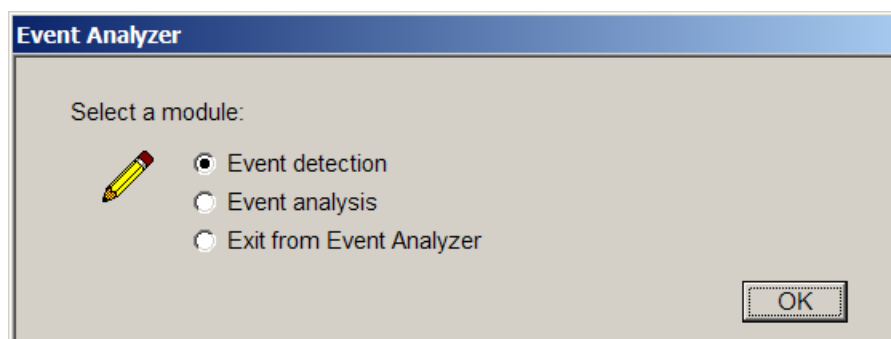 Event Analyzer
Select a module:
Event detection
Event analysis
Exit from Event Analyzer
OK